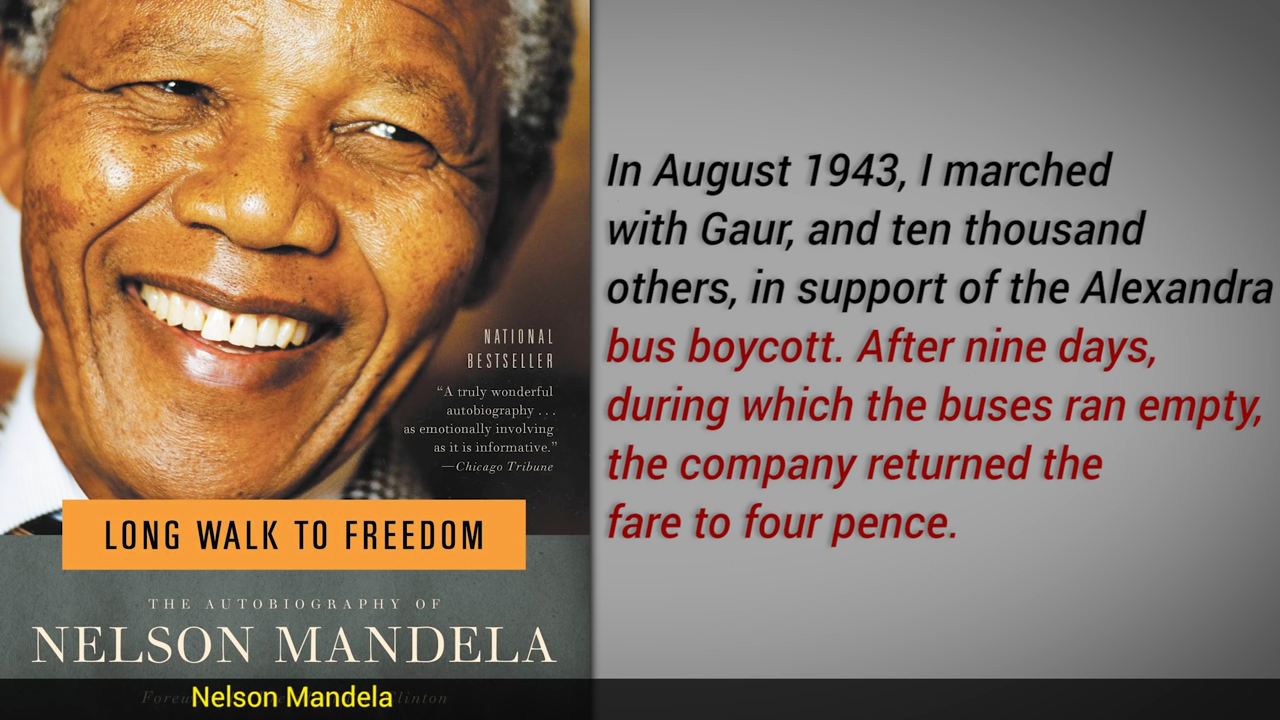 NATIONAL
BESTSELLER
“A truly wonderful
autobiography . . .
as emotionally involving
as it is informative.”
—Chicago Tribune
LONG WALK TO FREEDOM
THE AUTOBIOGRAPHY OF
NELSON MANDELA
Nelson Mandela
In August 1943, I marched
with Gaur, and ten thousand
others, in support of the Alexandra
bus boycott. After nine days,
during which the buses ran empty,
the company returned the
fare to four pence.